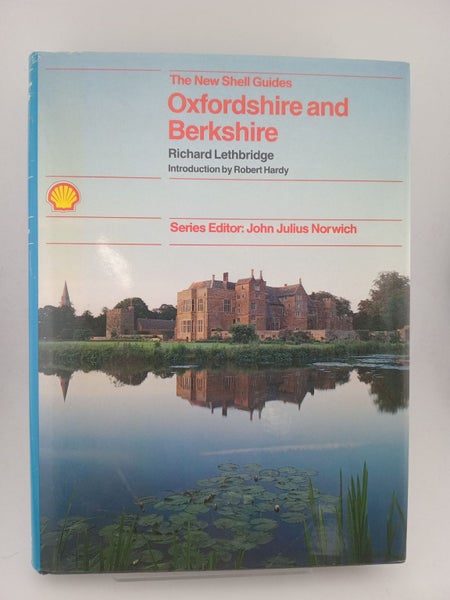 The New Shell Guides
Oxfordshire and
Berkshire
Richard Lethbridge
Introduction by Robert Hardy
Series Editor: John Julius Norwich